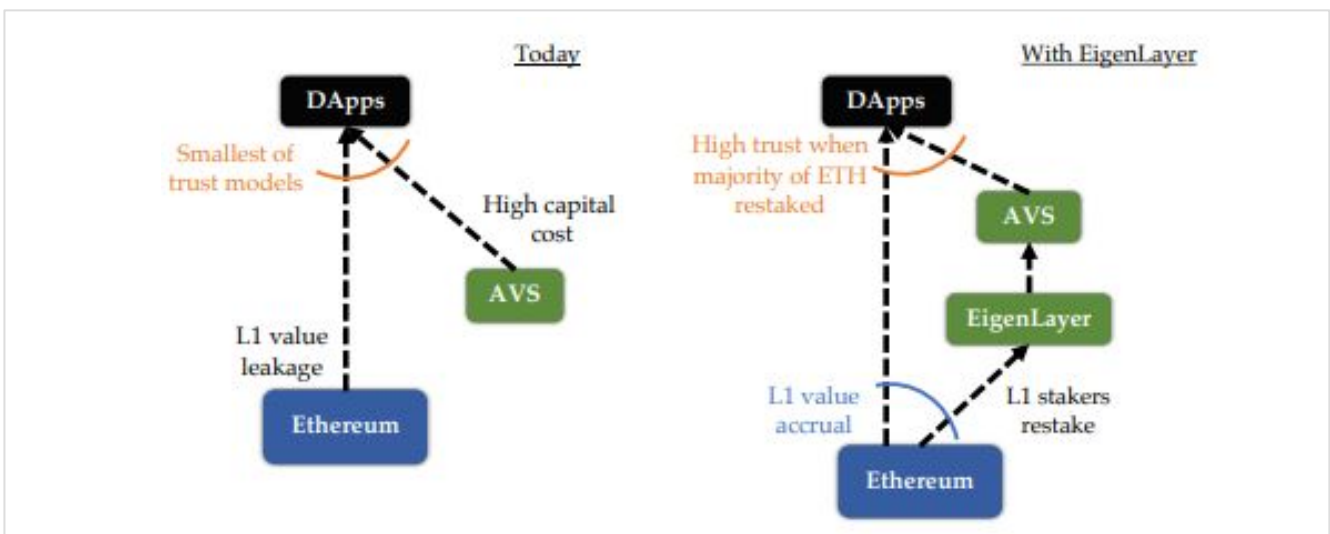 Today
DApps
Smallest of
trust models
High capital
cost
AVS
L1 value
leakage
Ethereum
With EigenLayer
DApps
High trust when
majority of ETH
restaked
AVS
EigenLayer
L1 value
accrual
L1 stakers
restake
Ethereum